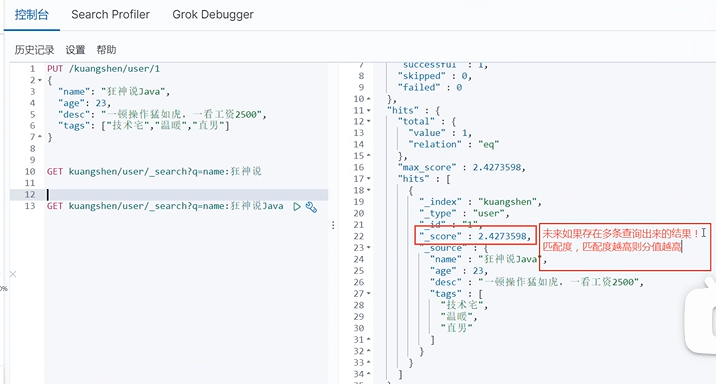 控制台 Search Profiler Grok Debugger
历史记录 设置 帮助
1 PUT /kuangshen/user/1
2 {
3 "name": "狂神说Java",
4 "age": 23,
5 "desc": "一顿操作猛如虎，一看工资2500",
6 "tags": ["技术宅","温暖","直男"]
7 }
8
9
10 GET kuangshen/user/_search?q=name:狂神说
11
12
13 GET kuangshen/user/_search?q=name:狂神说Java
7 "successful" : 1,
8 "skipped" : 0,
9 "failed" : 0
10 },
11 "hits" : {
12 "total" : {
13 "value" : 1,
14 "relation" : "eq"
15 },
16 "max_score" : 2.4273598,
17 "hits" : [
18 {
19 "_index" : "kuangshen",
20 "_type" : "user",
21 "_id" : "1",
22 "_score" : 2.4273598,
23 "_source" : {
24 "name" : "狂神说Java",
25 "age" : 23,
26 "desc" : "一顿操作猛如虎，一看工资2500",
27 "tags" : [
28 "技术宅",
29 "温暖",
30 "直男"
31 ]
32 }
33 }
34 ]
未来如果存在多条查询出来的结果！
匹配度，匹配度越高则分值越高